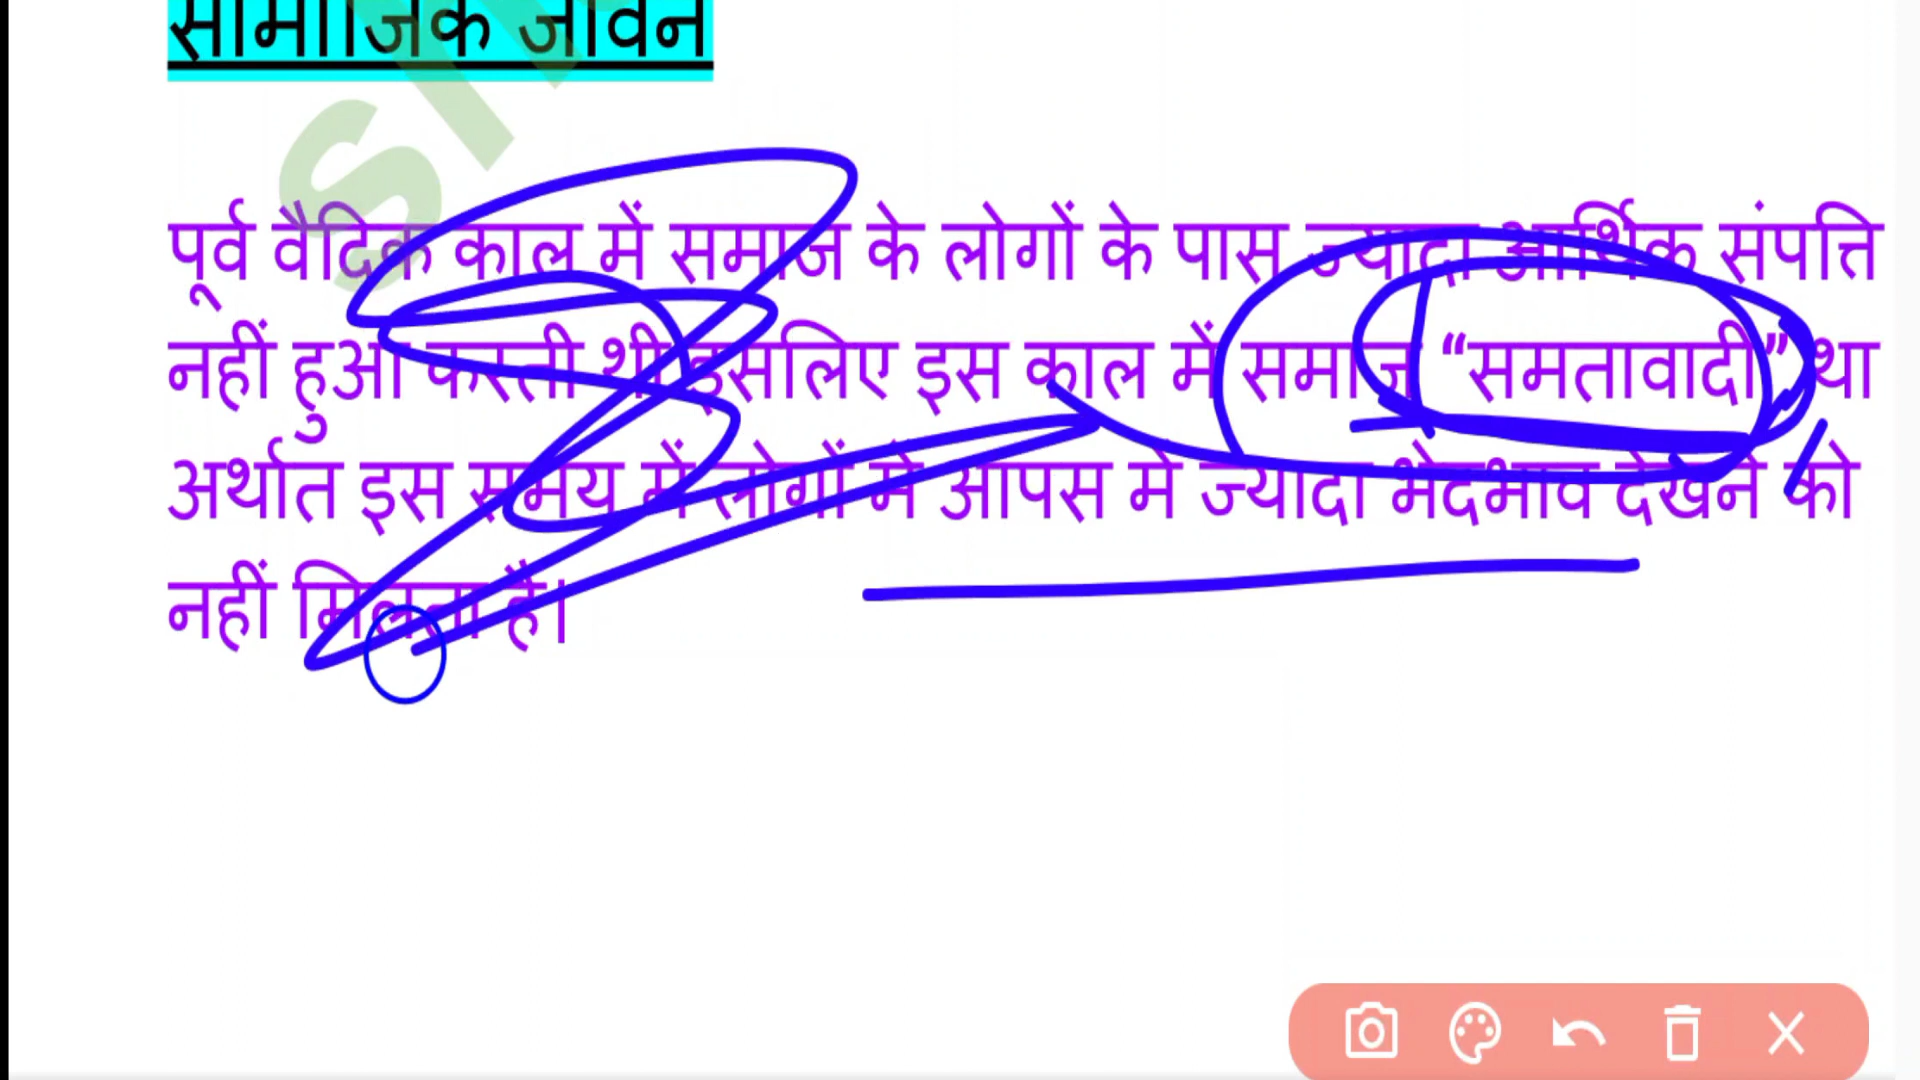 सामाजिक जीवन
पूर्व वैदिक काल में समाज के लोगों के पास ज्यादा आर्थिक संपत्ति
नहीं हुआ करती थी इसलिए इस काल में समाज “समतावादी” था
अर्थात इस समय में लोगों में आपस में ज्यादा भेदभाव देखने को
नहीं मिलता है।